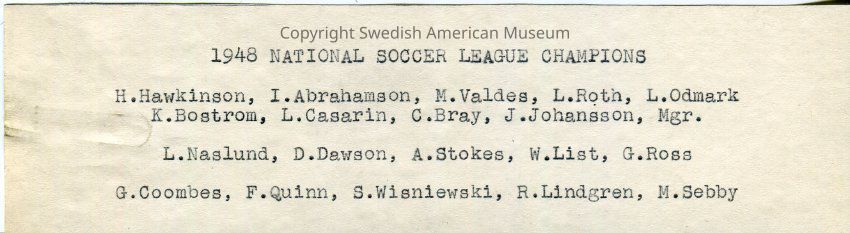 Copyright Swedish American Museum
1948 NATIONAL SOCCER LEAGUE CHAMPIONS
H.Hawkinson, I.Abrahamson, M.Valdes, L.Roth, L.Odmark
K.Bostrom, L.Casarin, C.Bray, J.Johansson, Mgr.
L.Naslund, D.Dawson, A.Stokes, W.List, G.Ross
G.Coombes, F.Quinn, S.Wisniewski, R.Lindgren, M.Sebby